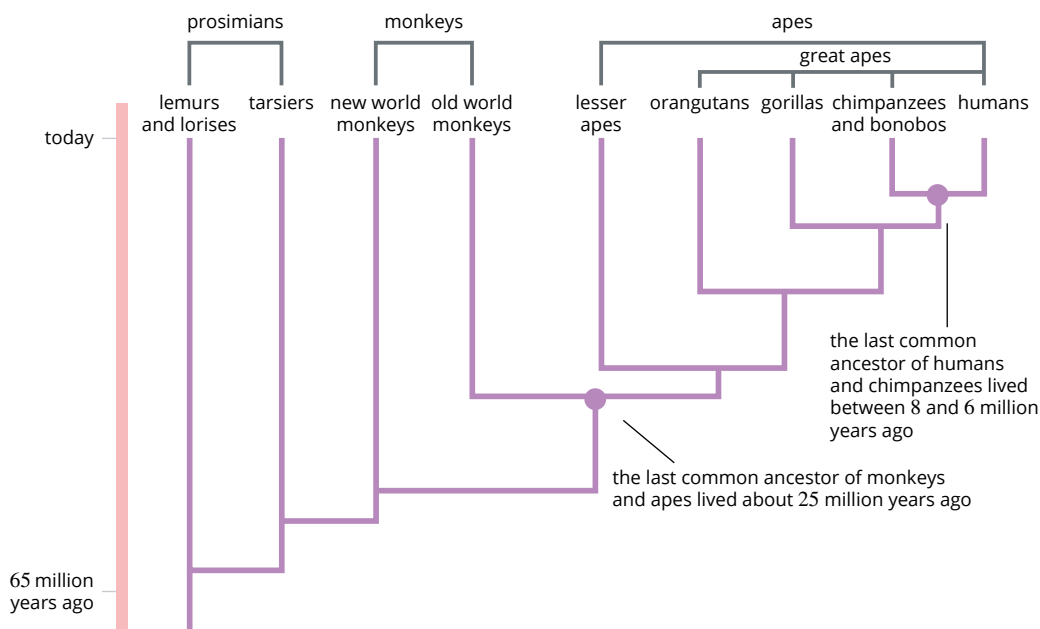 prosimians
monkeys
apes
great apes
lemurs
and lorises
tarsiers
new world
monkeys
old world
monkeys
lesser
apes
orangutans
gorillas
chimpanzees
and bonobos
humans
today
the last common
ancestor of humans
and chimpanzees lived
between 8 and 6 million
years ago
the last common ancestor of monkeys
and apes lived about 25 million years ago
65 million
years ago